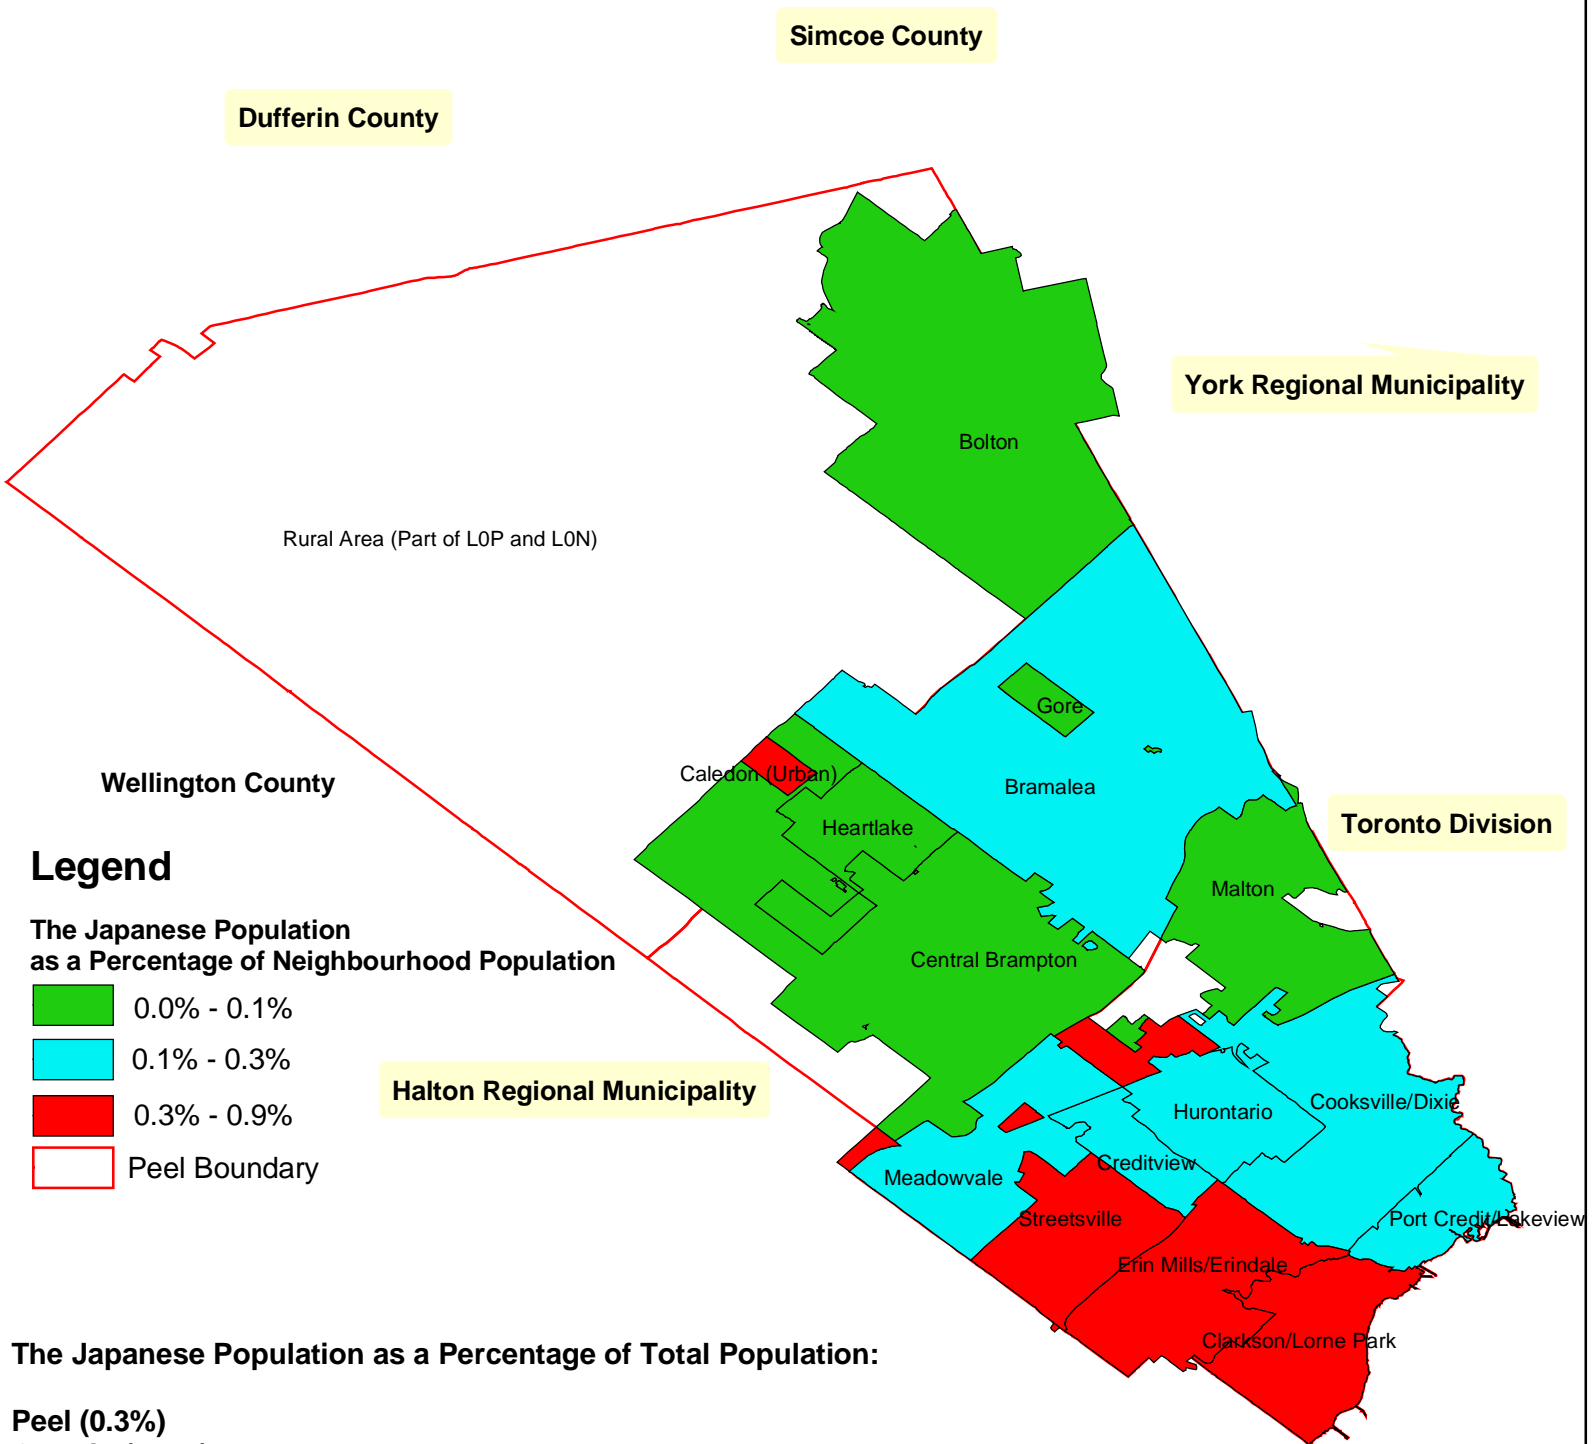 Simcoe County
Dufferin County
York Regional Municipality
Bolton
Rural Area (Part of L0P and L0N)
Gore
Caledon (Urban)
Wellington County
Bramalea
Toronto Division
Heartlake
Legend
Malton
The Japanese Population
as a Percentage of Neighbourhood Population
Central Brampton
0.0% - 0.1%
0.1% - 0.3%
Halton Regional Municipality
Hurontario
Cooksville/Dixie
0.3% - 0.9%
Peel Boundary
Creditview
Meadowvale
Streetsville
Port Credit/Lakeview
Erin Mills/Erindale
Clarkson/Lorne Park
The Japanese Population as a Percentage of Total Population:
Peel (0.3%)